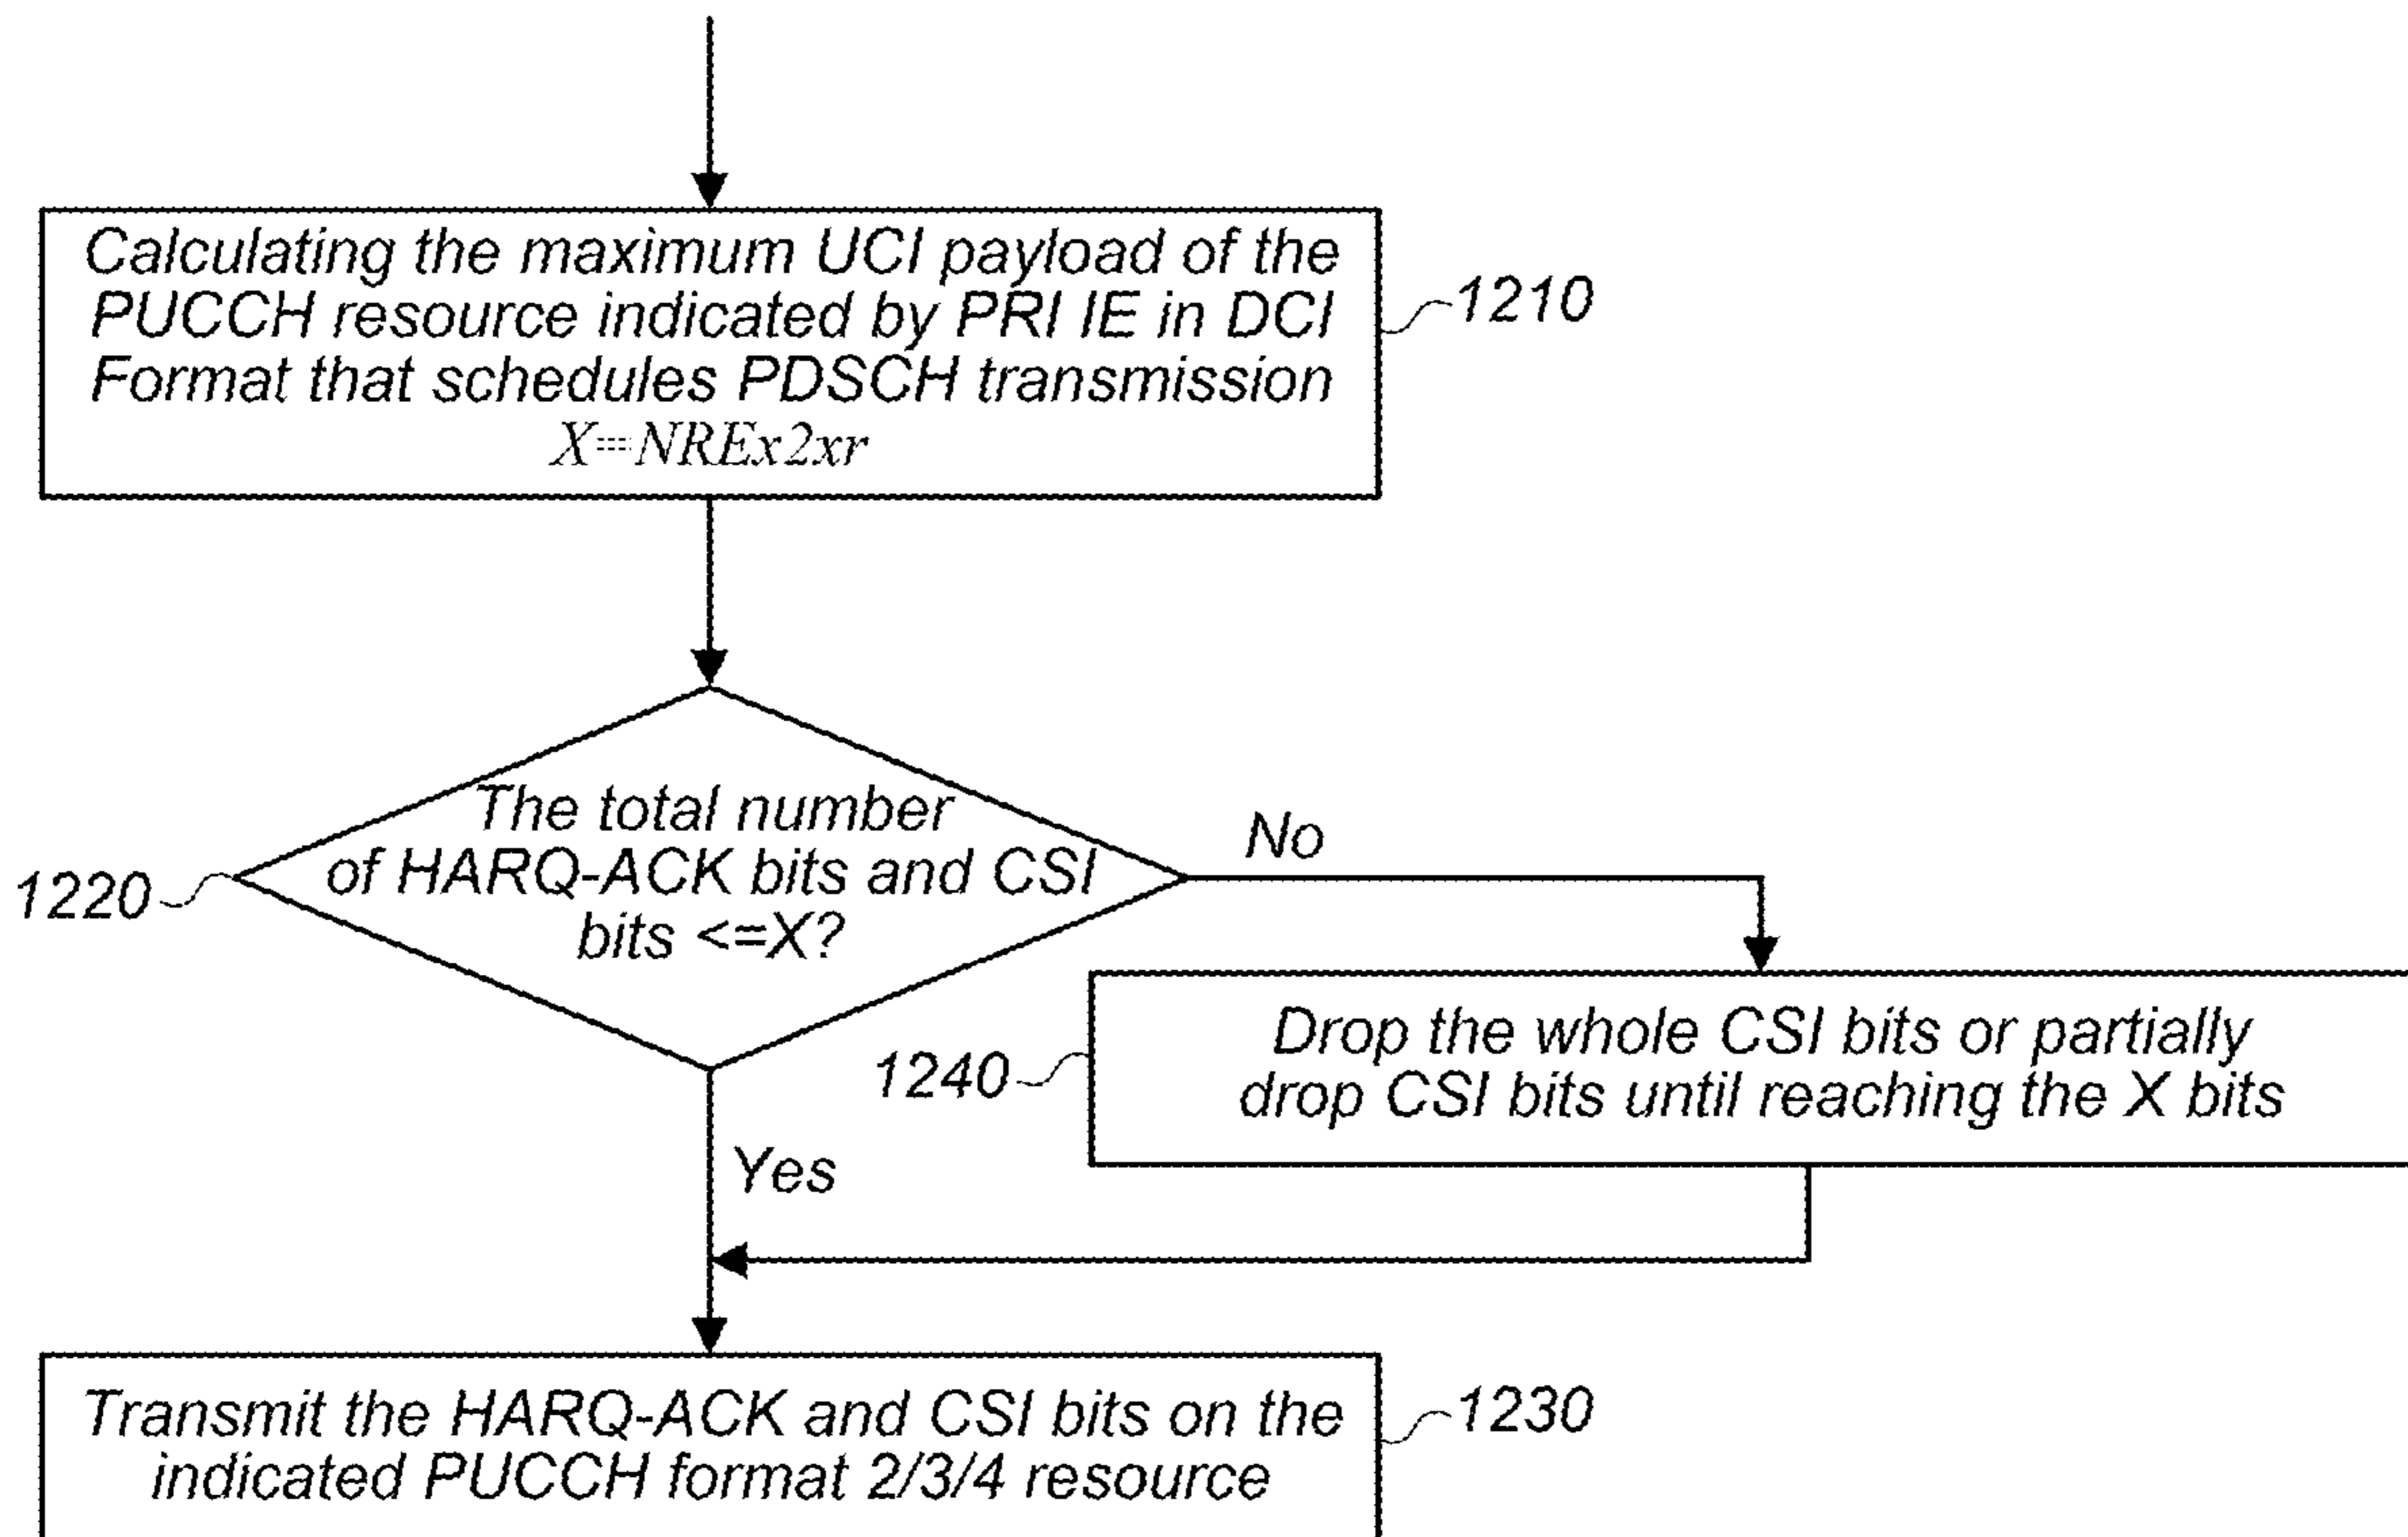 Calculating the maximum UCI payload of the
PUCCH resource indicated by PRI IE in DCI
Format that schedules PDSCH transmission
X=NREx2xr
1210
The total number
of HARQ-ACK bits and CSI
bits <=X?
1220
No
Drop the whole CSI bits or partially
drop CSI bits until reaching the X bits
1240
Yes
Transmit the HARQ-ACK and CSI bits on the
indicated PUCCH format 2/3/4 resource
1230